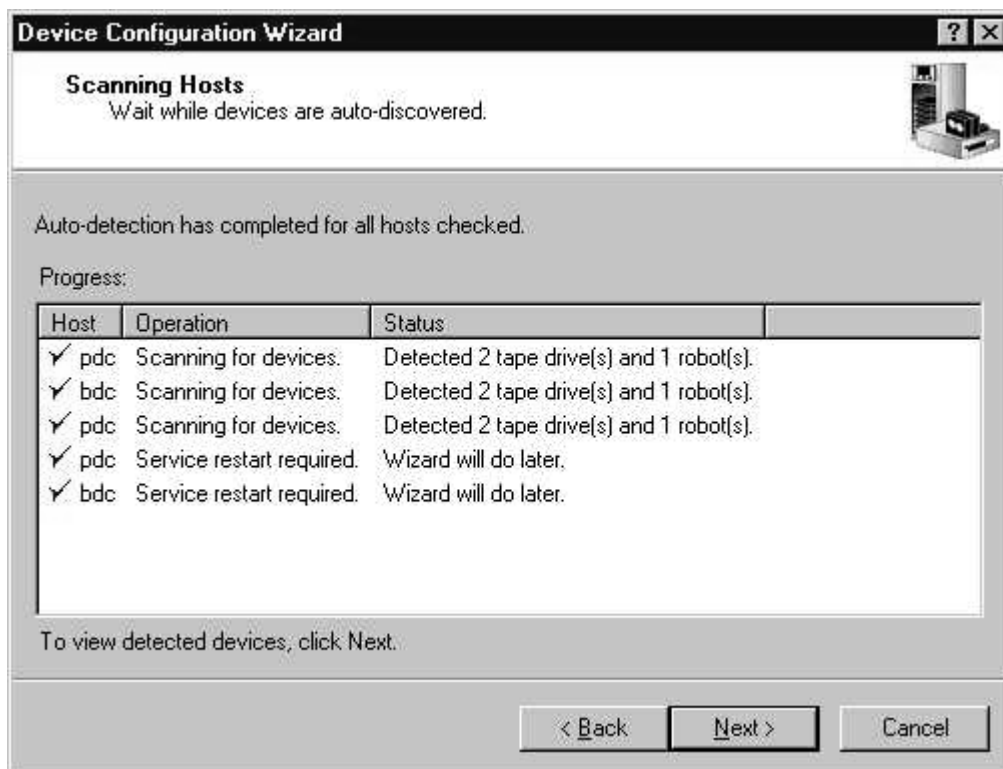 Device Configuration Wizard
Scanning Hosts
Wait while devices are auto-discovered.
Auto-detection has completed for all hosts checked.
Progress:
Host Operation Status
pdc Scanning for devices. Detected 2 tape drive(s) and 1 robot(s).
bdc Scanning for devices. Detected 2 tape drive(s) and 1 robot(s).
pdc Scanning for devices. Detected 2 tape drive(s) and 1 robot(s).
pdc Service restart required. Wizard will do later.
bdc Service restart required. Wizard will do later.
To view detected devices, click Next.
< Back Next > Cancel